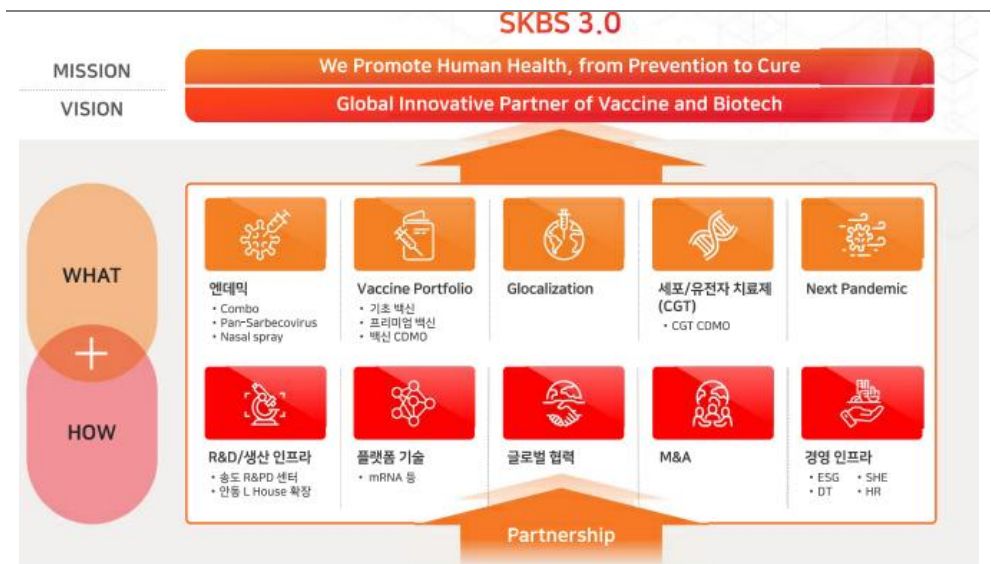 SKBS 3.0
MISSION
We Promote Human Health, from Prevention to Cure
VISION
Global Innovative Partner of Vaccine and Biotech
WHAT
엔데믹
• Combo
• Pan-Sarbecovirus
• Nasal spray
Vaccine Portfolio
• 기초 백신
• 프리미엄 백신
• 백신 CDMO
Glocalization
세포/유전자 치료제
(CGT)
• CGT CDMO
Next Pandemic
+
HOW
R&D/생산 인프라
• 송도 R&PD 센터
• 안동 L House 확장
플랫폼 기술
• mRNA 등
글로벌 협력
M&A
경영 인프라
• ESG • SHE
• DT • HR
Partnership